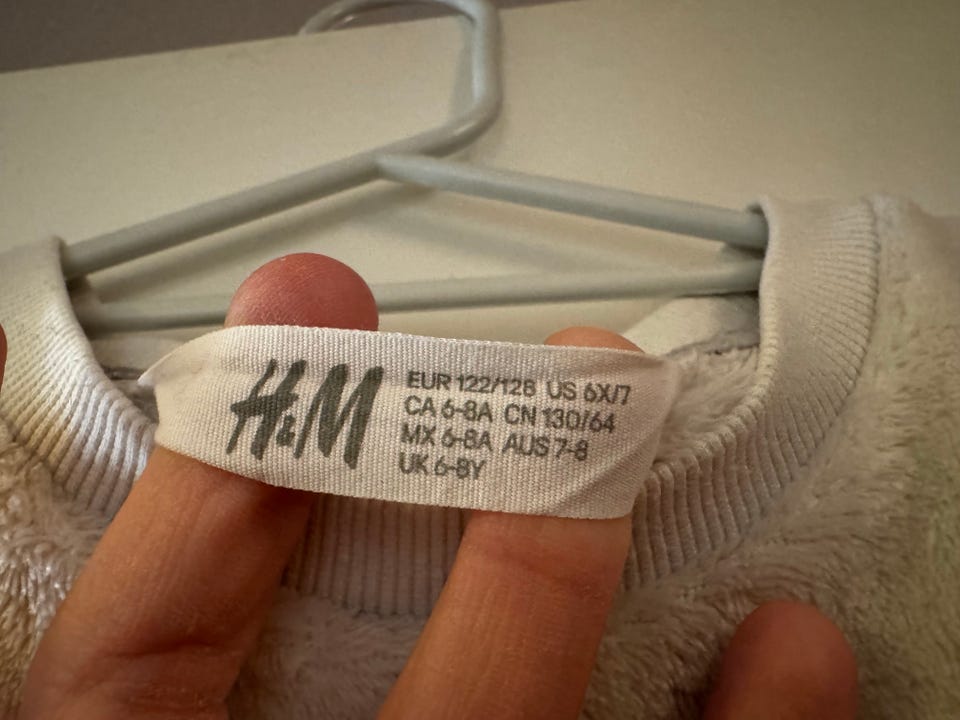 H&M
EUR 122/128 US 6X/7
CA 6-8A CN 130/64
MX 6-8A AUS 7-8
UK 6-8Y